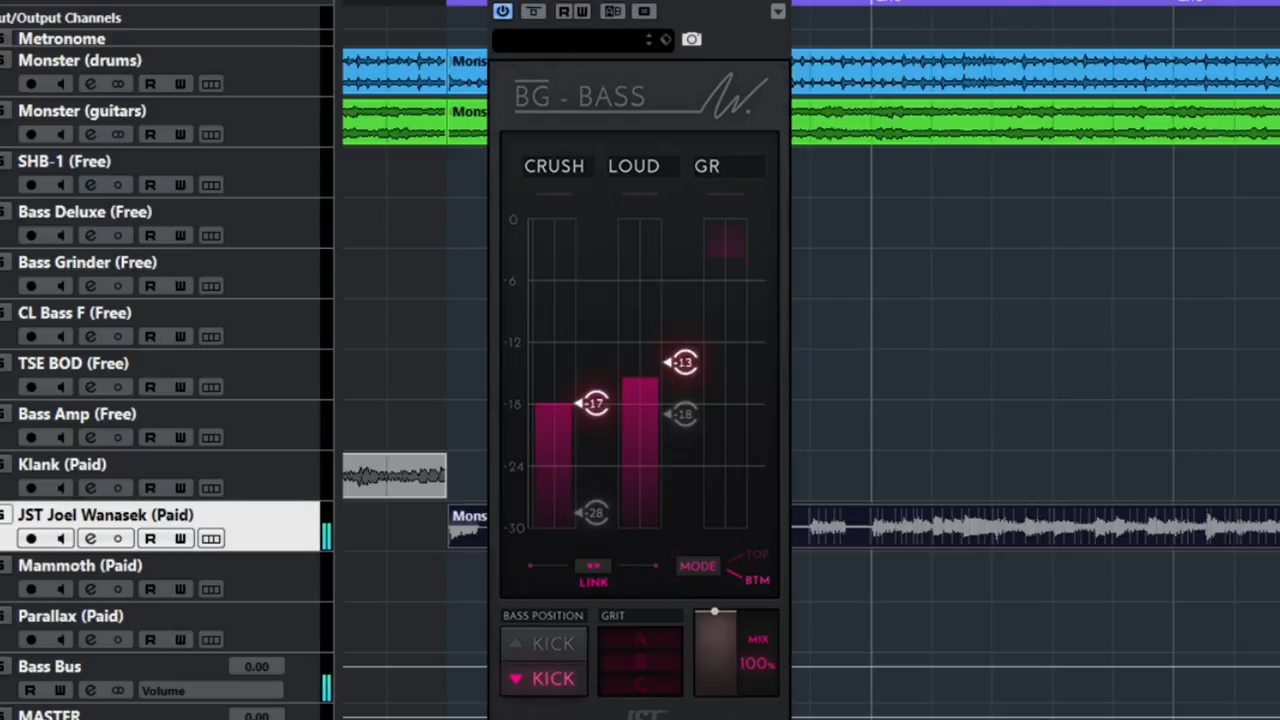 ut/Output Channels
Metronome
Monster (drums)
R W
Monster (guitars)
R W
SHB-1 (Free)
R W
Bass Deluxe (Free)
R W
Bass Grinder (Free)
R W
CL Bass F (Free)
R W
TSE BOD (Free)
R W
Bass Amp (Free)
R W
Klank (Paid)
R W
JST Joel Wanasek (Paid)
R W
Mammoth (Paid)
R W
Parallax (Paid)
R W
Bass Bus 0.00
R W Volume
MASTER 0.00
Mons
Mons
Mons
R W AB
BG - BASS
CRUSH LOUD GR
0
-6
-12
-13
-17
-18
-18
-24
-28
-30
LINK
MODE
TOP
BTM
BASS POSITION GRIT
KICK
KICK
A
B
C
MIX
100%
JST